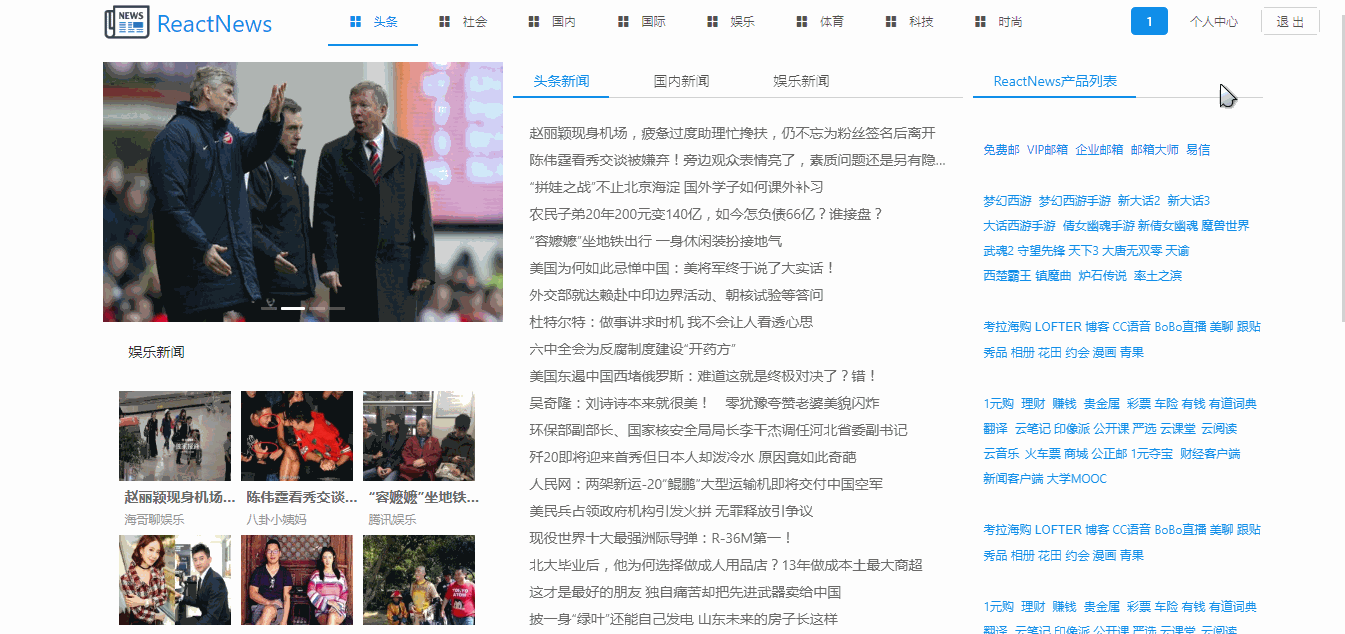 NEWS
ReactNews
头条 社会 国内 国际 娱乐 体育 科技 时尚
1 个人中心 退 出
头条新闻 国内新闻 娱乐新闻
赵丽颖现身机场，疲备过度助理忙搀扶，仍不忘为粉丝签名后离开
陈伟霆看秀交谈被嫌弃！旁边观众表情亮了，素质问题还是另有隐...
“拼娃之战”不止北京海淀 国外学子如何课外补习
农民子弟20年200元变140亿，如今怎负债66亿？谁接盘？
“容嬷嬷”坐地铁出行 一身休闲装扮接地气
美国为何如此忌惮中国：美将军终于说了大实话！
外交部就达赖赴中印边界活动、朝核试验等答问
杜特尔特：做事讲求时机 我不会让人看透心思
六中全会为反腐制度建设“开药方”
美国东遏中国西堵俄罗斯：难道这就是终极对决了？错！
吴奇隆：刘诗诗本来就很美！ 零犹豫夸赞老婆美貌闪炸
环保部副部长、国家核安全局局长李干杰调任河北省委副书记
歼20即将迎来首秀但日本人却泼冷水 原因竟如此奇葩
人民网：两架新运-20“鲲鹏”大型运输机即将交付中国空军
美民兵占领政府机构引发火拼 无罪释放引争议
现役世界十大最强洲际导弹：R-36M第一！
北大毕业后，他为何选择做成人用品店？13年做成本土最大商超
这才是最好的朋友 独自痛苦却把先进武器卖给中国
披一身“绿叶”还能自己发电 山东未来的房子长这样
娱乐新闻
赵丽颖现身机场... 陈伟霆看秀交谈... “容嬷嬷”坐地铁...
海哥聊娱乐 八卦小姨妈 腾讯娱乐
ReactNews产品列表
免费邮 VIP邮箱 企业邮箱 邮箱大师 易信
梦幻西游 梦幻西游手游 新大话2 新大话3
大话西游手游 倩女幽魂手游 新倩女幽魂 魔兽世界
武魂2 守望先锋 天下3 大唐无双零 天谕
西楚霸王 镇魔曲 炉石传说 率土之滨
考拉海购 LOFTER 博客 CC语音 BoBo直播 美聊 跟贴
秀品 相册 花田 约会 漫画 青果
1元购 理财 赚钱 贵金属 彩票 车险 有钱 有道词典
翻译 云笔记 印像派 公开课 严选 云课堂 云阅读
云音乐 火车票 商城 公正邮 1元夺宝 财经客户端
新闻客户端 大学MOOC
考拉海购 LOFTER 博客 CC语音 BoBo直播 美聊 跟贴
秀品 相册 花田 约会 漫画 青果
1元购 理财 赚钱 贵金属 彩票 车险 有钱 有道词典
翻译 云笔记 印像派 公开课 严选 云课堂 云阅读